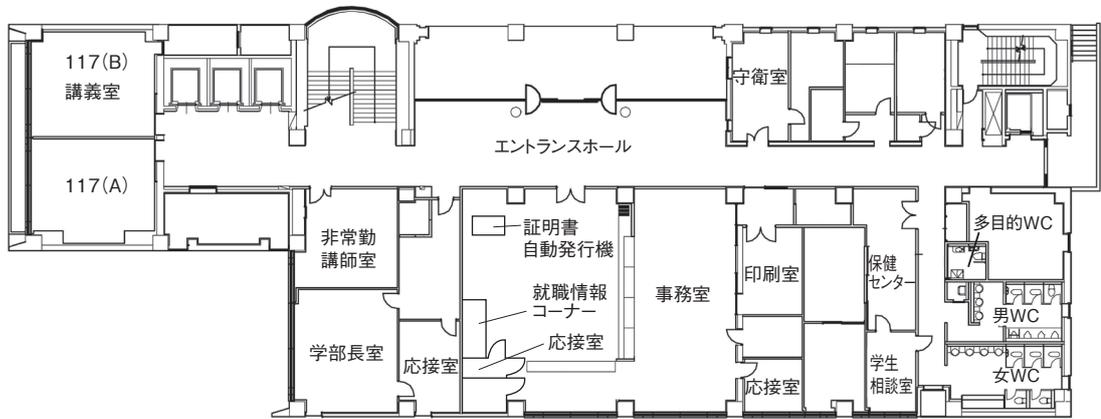 117(B)
講義室
守衛室
エントランスホール
117(A)
証明書
自動発行機
多目的WC
非常勤
講師室
保健
センター
印刷室
就職情報
コーナー
事務室
男WC
学部長室
応接室
応接室
学生
相談室
応接室
女WC